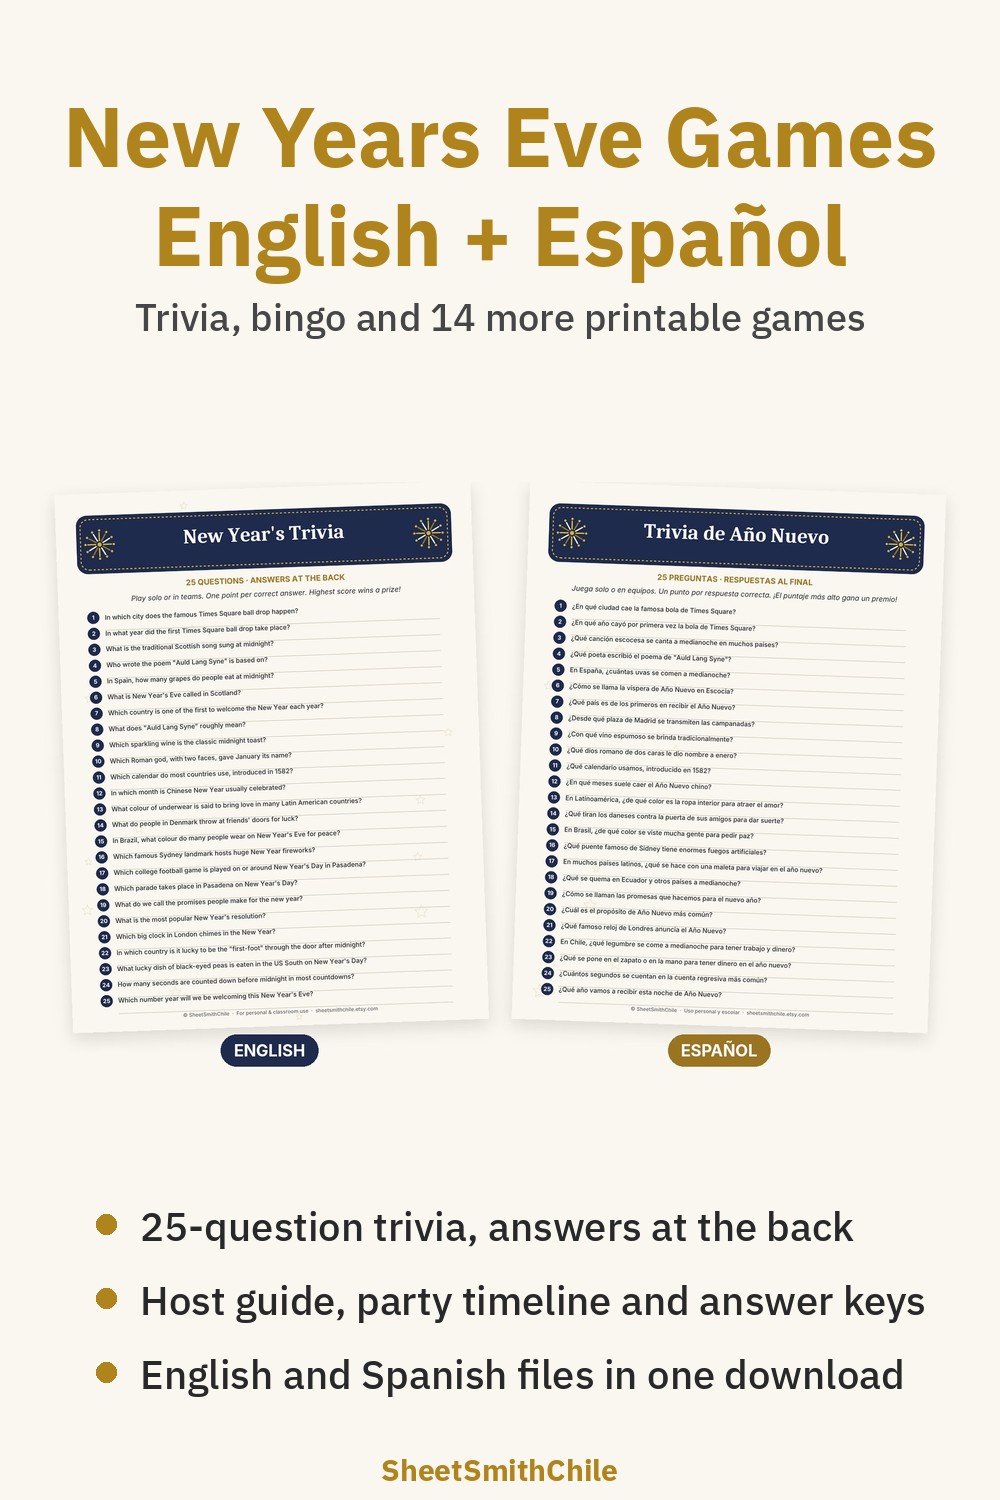 New Years Eve Games
English + Español
Trivia, bingo and 14 more printable games
New Year's Trivia
25 QUESTIONS · ANSWERS AT THE BACK
Play solo or in teams. One point per correct answer. Highest score wins a prize!
1 In which city does the famous Times Square ball drop happen?
2 In what year did the first Times Square ball drop take place?
3 What is the traditional Scottish song sung at midnight?
4 Who wrote the poem "Auld Lang Syne" is based on?
5 In Spain, how many grapes do people eat at midnight?
6 What is New Year's Eve called in Scotland?
7 Which country is one of the first to welcome the New Year each year?
8 What does "Auld Lang Syne" roughly mean?
9 Which sparkling wine is the classic midnight toast?
10 Which Roman god, with two faces, gave January its name?
11 Which calendar do most countries use, introduced in 1582?
12 In which month is Chinese New Year usually celebrated?
13 What colour of underwear is said to bring love in many Latin American countries?
14 What do people in Denmark throw at friends' doors for luck?
15 In Brazil, what colour do many people wear on New Year's Eve for peace?
16 Which famous Sydney landmark hosts huge New Year fireworks?
17 Which college football game is played on or around New Year's Day in Pasadena?
18 Which parade takes place in Pasadena on New Year's Day?
19 What do we call the promises people make for the new year?
20 What is the most popular New Year's resolution?
21 Which big clock in London chimes in the New Year?
22 In which country is it lucky to be the "first-foot" through the door after midnight?
23 What lucky dish of black-eyed peas is eaten in the US South on New Year's Day?
24 How many seconds are counted down before midnight in most countdowns?
25 Which number year will we be welcoming this New Year's Eve?
© SheetSmithChile · For personal & classroom use · sheetsmithchile.etsy.com
ENGLISH
Trivia de Año Nuevo
25 PREGUNTAS · RESPUESTAS AL FINAL
Juega solo o en equipos. Un punto por respuesta correcta. ¡El puntaje más alto gana un premio!
1 ¿En qué ciudad cae la famosa bola de Times Square?
2 ¿En qué año cayó por primera vez la bola de Times Square?
3 ¿Qué canción escocesa se canta a medianoche en muchos países?
4 ¿Qué poeta escribió el poema de "Auld Lang Syne"?
5 En España, ¿cuántas uvas se comen a medianoche?
6 ¿Cómo se llama la víspera de Año Nuevo en Escocia?
7 ¿Qué país es de los primeros en recibir el Año Nuevo?
8 ¿Desde qué plaza de Madrid se transmiten las campanadas?
9 ¿Con qué vino espumoso se brinda tradicionalmente?
10 ¿Qué dios romano de dos caras le dio nombre a enero?
11 ¿Qué calendario usamos, introducido en 1582?
12 ¿En qué meses suele caer el Año Nuevo chino?
13 En Latinoamérica, ¿de qué color es la ropa interior para atraer el amor?
14 ¿Qué tiran los daneses contra la puerta de sus amigos para dar suerte?
15 En Brasil, ¿de qué color se viste mucha gente para pedir paz?
16 ¿Qué puente famoso de Sídney tiene enormes fuegos artificiales?
17 En muchos países latinos, ¿qué se hace con una maleta para viajar en el año nuevo?
18 ¿Qué se quema en Ecuador y otros países a medianoche?
19 ¿Cómo se llaman las promesas que hacemos para el nuevo año?
20 ¿Cuál es el propósito de Año Nuevo más común?
21 ¿Qué famoso reloj de Londres anuncia el Año Nuevo?
22 En Chile, ¿qué legumbre se come a medianoche para tener trabajo y dinero?
23 ¿Qué se pone en el zapato o en la mano para tener dinero en el año nuevo?
24 ¿Cuántos segundos se cuentan en la cuenta regresiva más común?
25 ¿Qué año vamos a recibir esta noche de Año Nuevo?
© SheetSmithChile · Uso personal y escolar · sheetsmithchile.etsy.com
ESPAÑOL
25-question trivia, answers at the back
Host guide, party timeline and answer keys
English and Spanish files in one download
SheetSmithChile